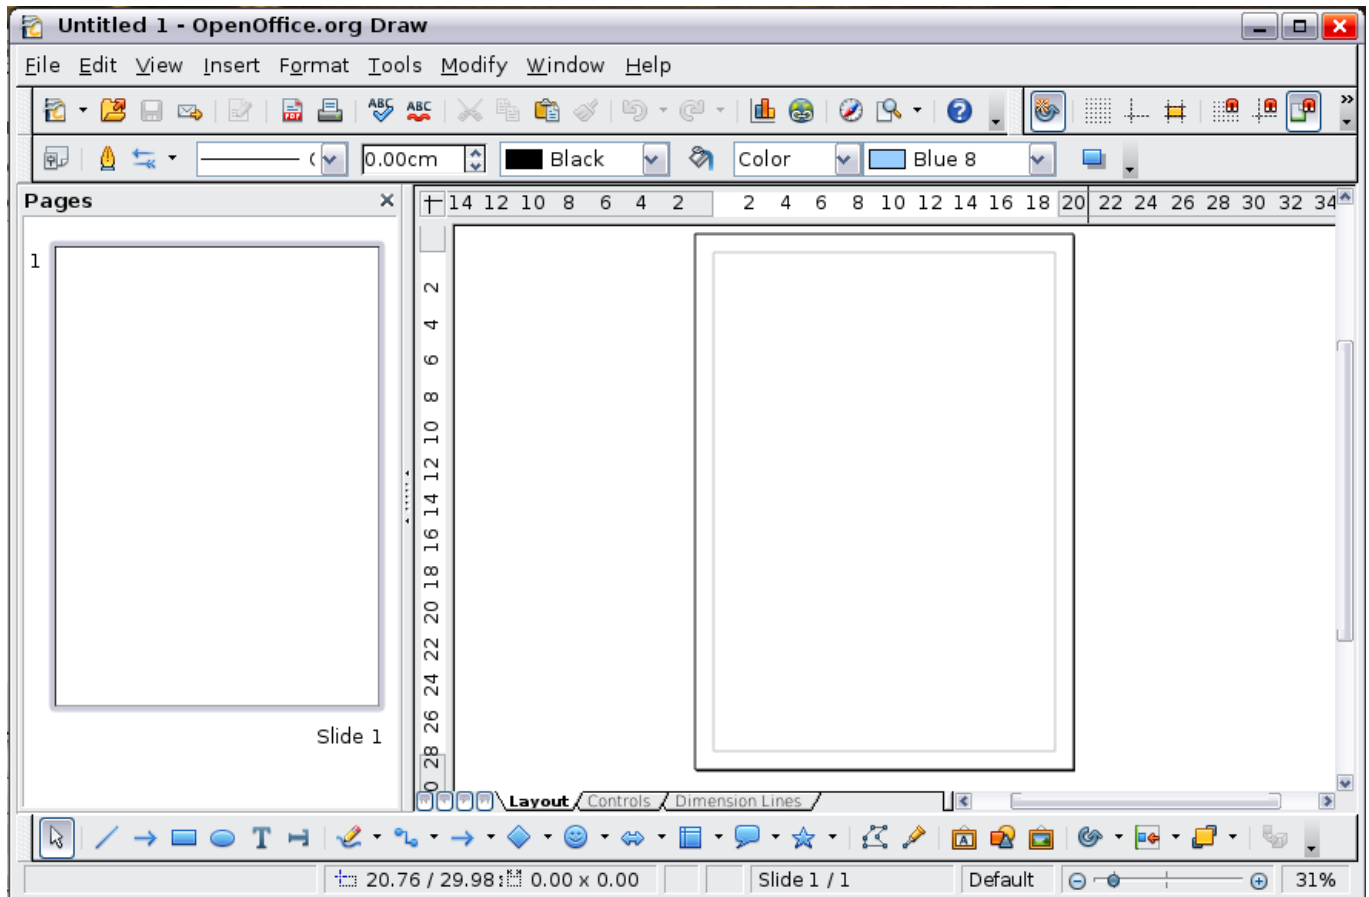 Untitled 1 - OpenOffice.org Draw
File Edit View Insert Format Tools Modify Window Help
PDF ABC ABC
0.00cm Black Color Blue 8
Pages
14 12 10 8 6 4 2 2 4 6 8 10 12 14 16 18 20 22 24 26 28 30 32 34
1
2
4
6
8
10
12
14
16
18
20
22
24
26
28
Slide 1
Layout Controls Dimension Lines
T A
20.76 / 29.98 0.00 x 0.00 Slide 1 / 1 Default 31%